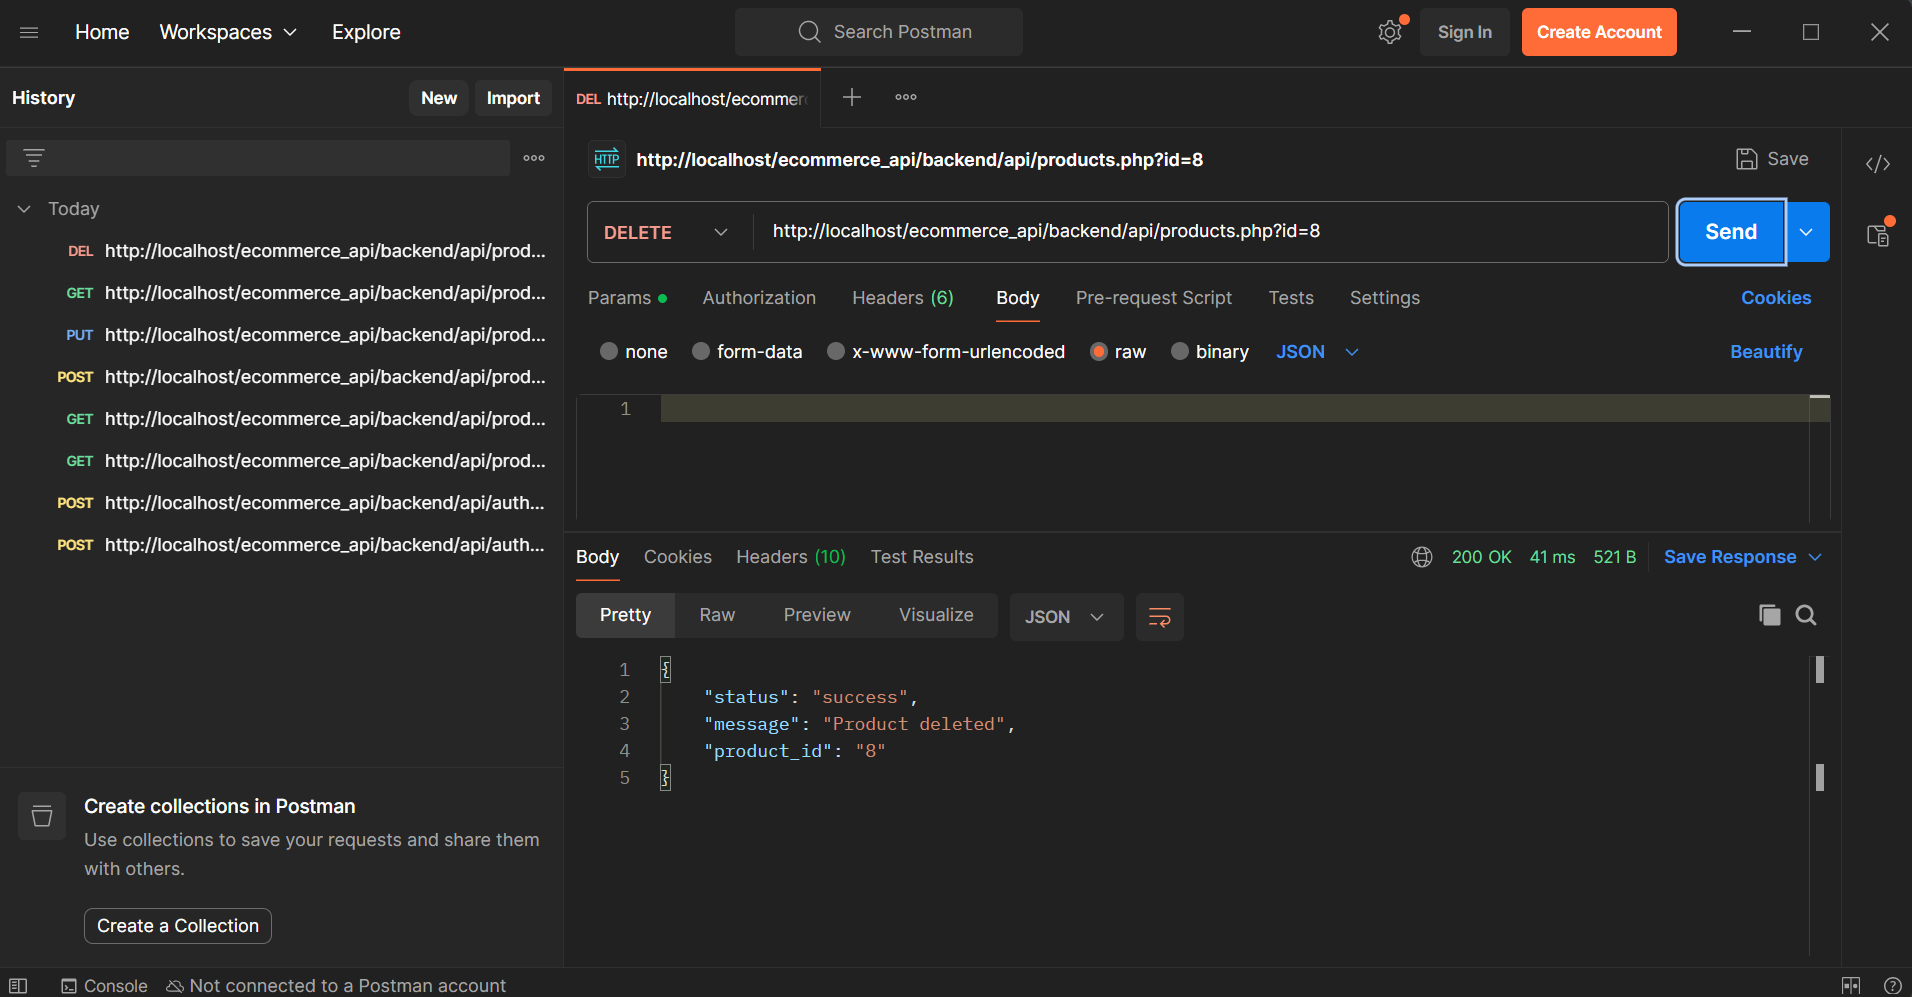 Home Workspaces Explore Search Postman Sign In Create Account
History New Import
DEL http://localhost/ecommer
HTTP http://localhost/ecommerce_api/backend/api/products.php?id=8 Save
Today
DEL http://localhost/ecommerce_api/backend/api/prod...
GET http://localhost/ecommerce_api/backend/api/prod...
PUT http://localhost/ecommerce_api/backend/api/prod...
POST http://localhost/ecommerce_api/backend/api/prod...
GET http://localhost/ecommerce_api/backend/api/prod...
GET http://localhost/ecommerce_api/backend/api/prod...
POST http://localhost/ecommerce_api/backend/api/auth...
POST http://localhost/ecommerce_api/backend/api/auth...
Create collections in Postman
Use collections to save your requests and share them
with others.
Create a Collection
DELETE http://localhost/ecommerce_api/backend/api/products.php?id=8 Send
Params Authorization Headers (6) Body Pre-request Script Tests Settings Cookies
none form-data x-www-form-urlencoded raw binary JSON Beautify
1
Body Cookies Headers (10) Test Results 200 OK 41 ms 521 B Save Response
Pretty Raw Preview Visualize JSON
1 {
2 "status": "success",
3 "message": "Product deleted",
4 "product_id": "8"
5 }
Console Not connected to a Postman account